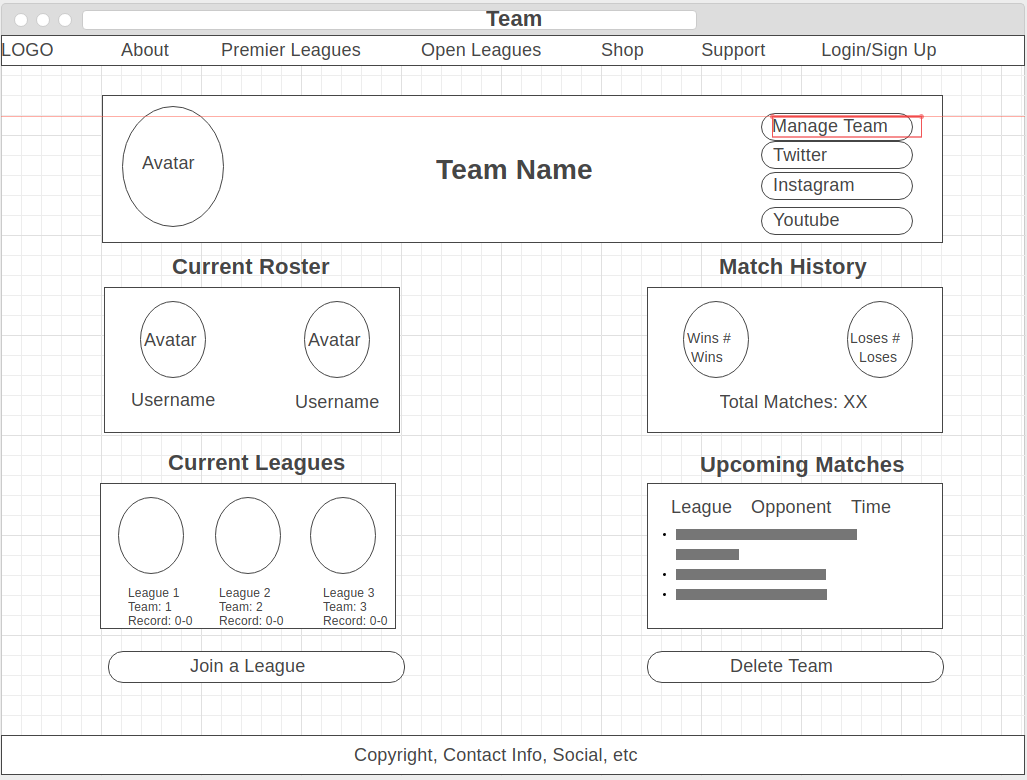 Team
LOGO About Premier Leagues Open Leagues Shop Support Login/Sign Up
Avatar
Team Name
Manage Team
Twitter
Instagram
Youtube
Current Roster
Avatar Avatar
Username Username
Match History
Wins # Loses #
Wins Loses
Total Matches: XX
Current Leagues
League 1 League 2 League 3
Team: 1 Team: 2 Team: 3
Record: 0-0 Record: 0-0 Record: 0-0
Upcoming Matches
League Opponent Time
Join a League
Delete Team
Copyright, Contact Info, Social, etc